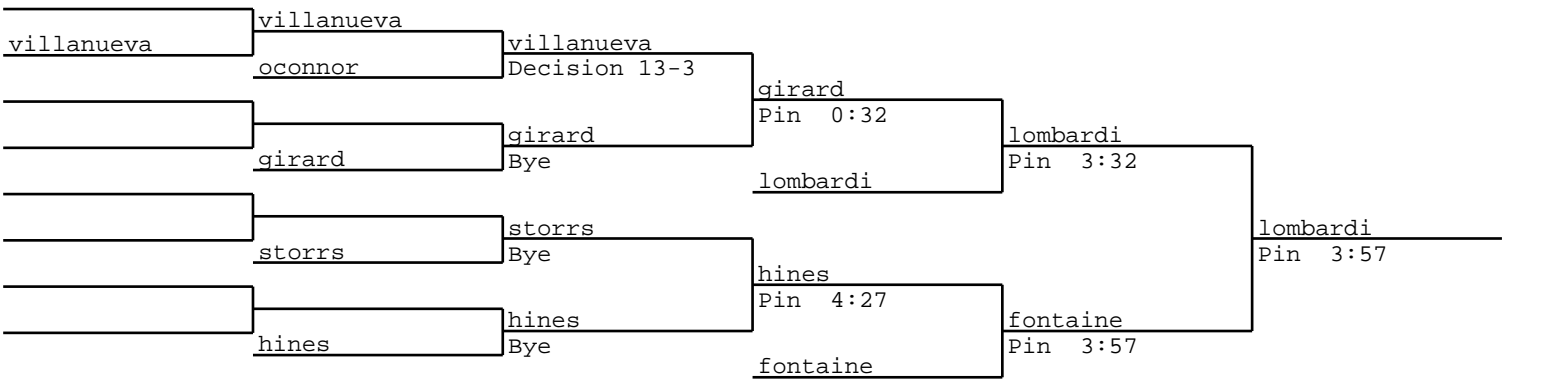 villanueva
villanueva
oconnor
villanueva
Decision 13-3
girard
girard
Bye
girard
Pin  0:32
lombardi
lombardi
Pin  3:32
storrs
storrs
Bye
hines
hines
Bye
hines
Pin  4:27
fontaine
fontaine
Pin  3:57
lombardi
Pin  3:57